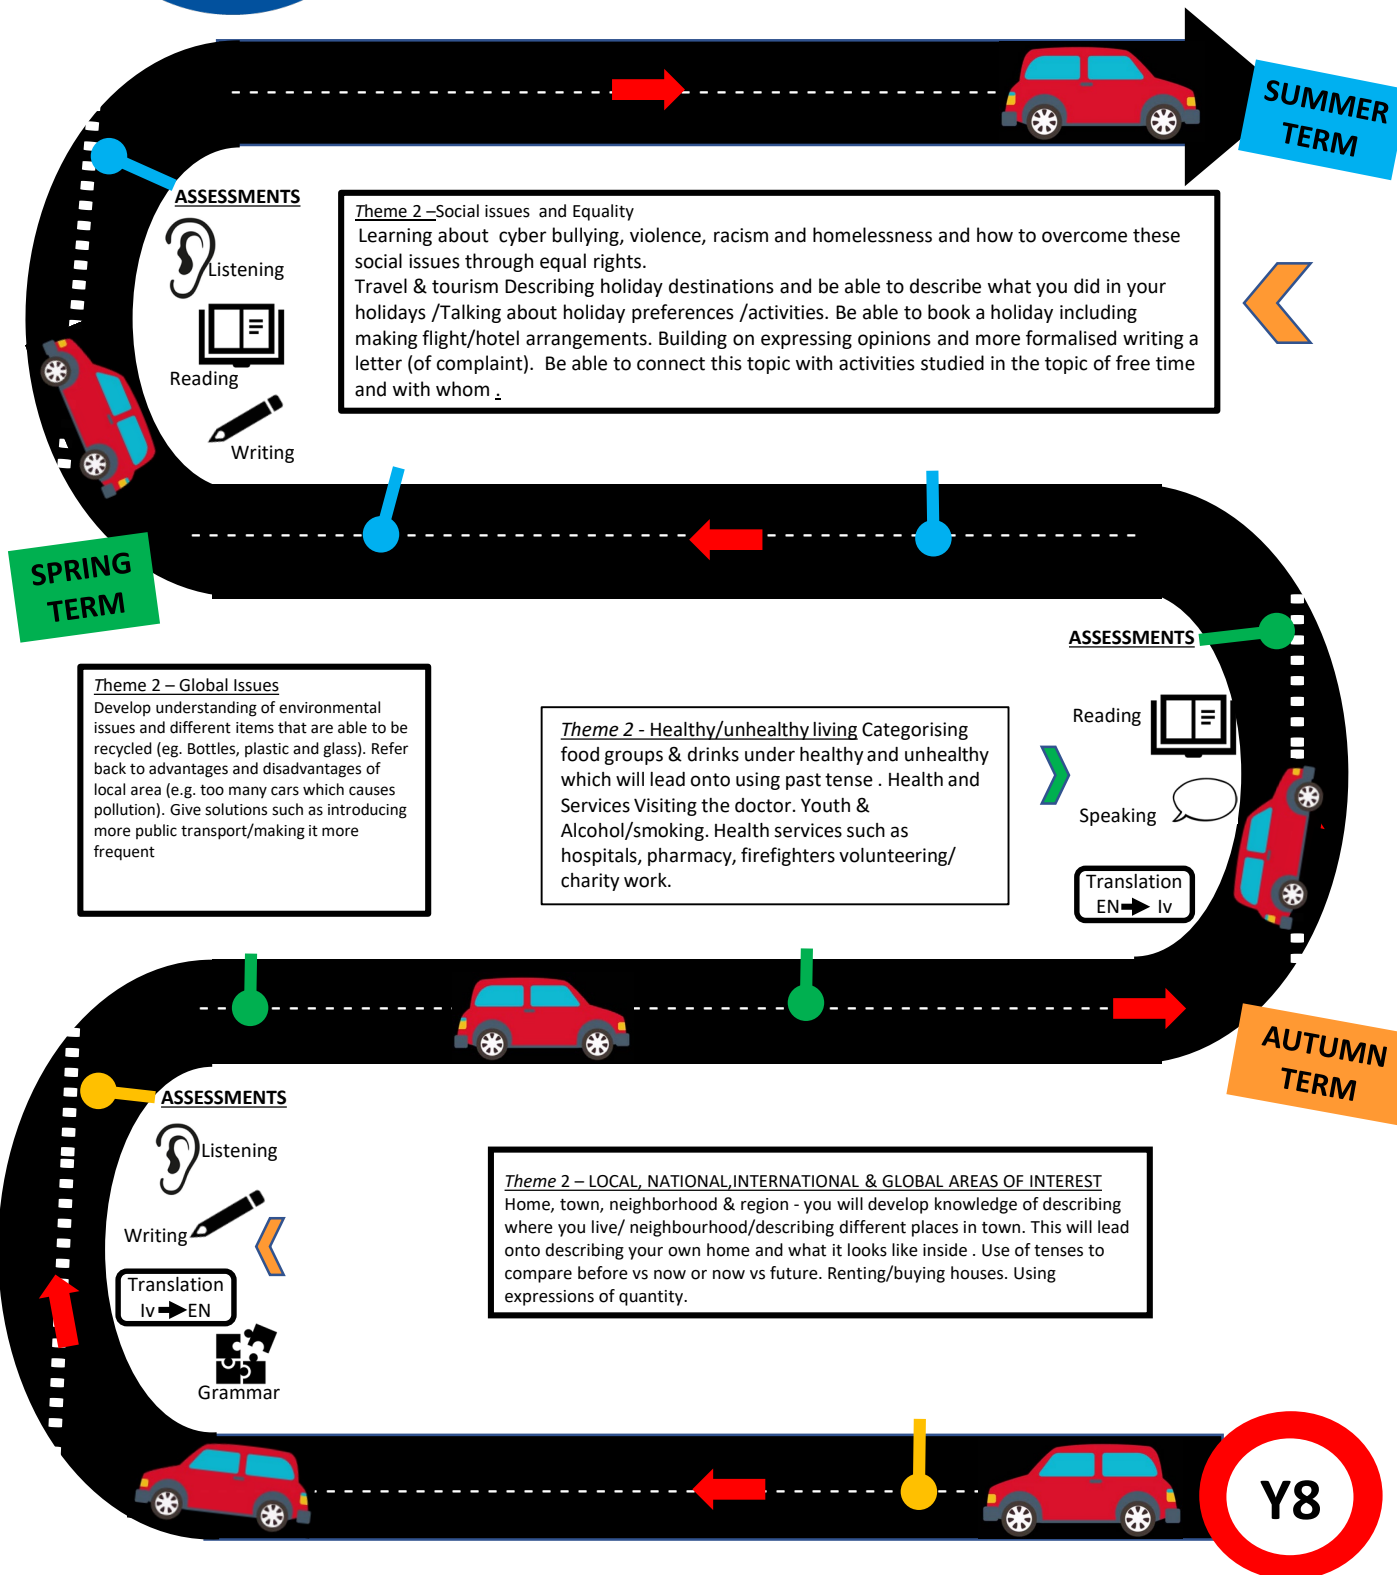 SUMMER
TERM
ASSESSMENTS
Listening
Reading
Writing
Theme 2 –Social issues and Equality
Learning about cyber bullying, violence, racism and homelessness and how to overcome these
social issues through equal rights.
Travel & tourism Describing holiday destinations and be able to describe what you did in your
holidays /Talking about holiday preferences /activities. Be able to book a holiday including
making flight/hotel arrangements. Building on expressing opinions and more formalised writing a
letter (of complaint). Be able to connect this topic with activities studied in the topic of free time
and with whom .
SPRING
TERM
ASSESSMENTS
Reading
Speaking
Translation
EN Iv
Theme 2 – Global Issues
Develop understanding of environmental
issues and different items that are able to be
recycled (eg. Bottles, plastic and glass). Refer
back to advantages and disadvantages of
local area (e.g. too many cars which causes
pollution). Give solutions such as introducing
more public transport/making it more
frequent
Theme 2 - Healthy/unhealthy living Categorising
food groups & drinks under healthy and unhealthy
which will lead onto using past tense . Health and
Services Visiting the doctor. Youth &
Alcohol/smoking. Health services such as
hospitals, pharmacy, firefighters volunteering/
charity work.
AUTUMN
TERM
ASSESSMENTS
Listening
Writing
Translation
Iv EN
Grammar
Theme 2 – LOCAL, NATIONAL,INTERNATIONAL & GLOBAL AREAS OF INTEREST
Home, town, neighborhood & region - you will develop knowledge of describing
where you live/ neighbourhood/describing different places in town. This will lead
onto describing your own home and what it looks like inside . Use of tenses to
compare before vs now or now vs future. Renting/buying houses. Using
expressions of quantity.
Y8